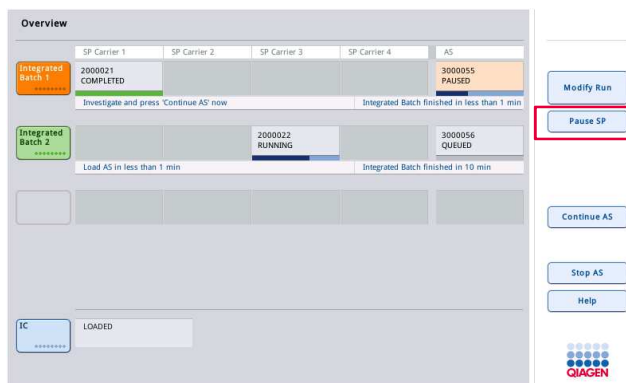 Overview
SP Carrier 1 SP Carrier 2 SP Carrier 3 SP Carrier 4 AS
Integrated
Batch 1
2000021
COMPLETED
3000055
PAUSED
Investigate and press 'Continue AS' now Integrated Batch finished in less than 1 min
Integrated
Batch 2
2000022
RUNNING
3000056
QUEUED
Load AS in less than 1 min Integrated Batch finished in 10 min
IC
LOADED
Modify Run
Pause SP
Continue AS
Stop AS
Help
QIAGEN